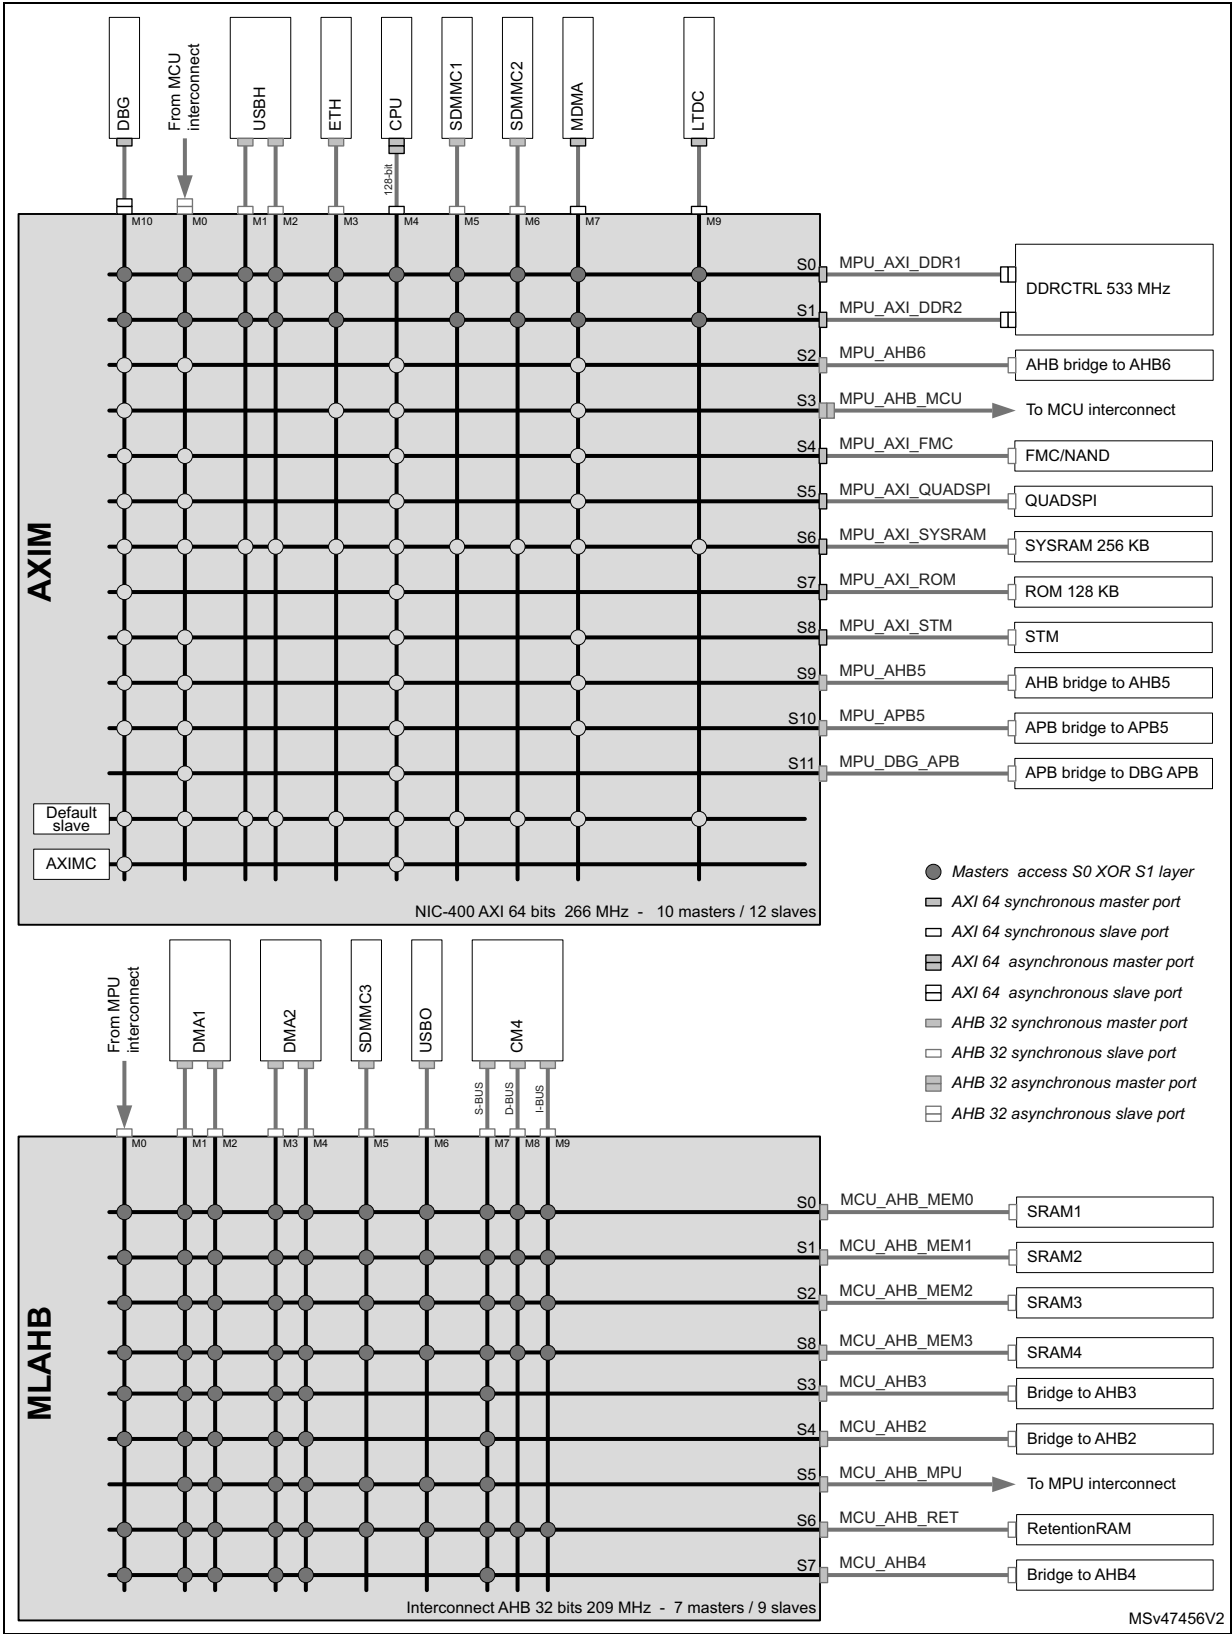 DBG
From MCU
interconnect
USBH
ETH
CPU
SDMMC1
SDMMC2
MDMA
LTDC
128-bit
M10
M0
M1
M2
M3
M4
M5
M6
M7
M9
AXIM
S0
MPU_AXI_DDR1
DDRCTRL 533 MHz
S1
MPU_AXI_DDR2
S2
MPU_AHB6
AHB bridge to AHB6
S3
MPU_AHB_MCU
To MCU interconnect
S4
MPU_AXI_FMC
FMC/NAND
S5
MPU_AXI_QUADSPI
QUADSPI
S6
MPU_AXI_SYSRAM
SYSRAM 256 KB
S7
MPU_AXI_ROM
ROM 128 KB
S8
MPU_AXI_STM
STM
S9
MPU_AHB5
AHB bridge to AHB5
S10
MPU_APB5
APB bridge to APB5
S11
MPU_DBG_APB
APB bridge to DBG APB
Default
slave
AXIMC
NIC-400 AXI 64 bits 266 MHz - 10 masters / 12 slaves
Masters access S0 XOR S1 layer
AXI 64 synchronous master port
AXI 64 synchronous slave port
AXI 64 asynchronous master port
AXI 64 asynchronous slave port
AHB 32 synchronous master port
AHB 32 synchronous slave port
AHB 32 asynchronous master port
AHB 32 asynchronous slave port
From MPU
interconnect
DMA1
DMA2
SDMMC3
USBO
CM4
S-BUS
D-BUS
I-BUS
M0
M1
M2
M3
M4
M5
M6
M7
M8
M9
MLAHB
S0
MCU_AHB_MEM0
SRAM1
S1
MCU_AHB_MEM1
SRAM2
S2
MCU_AHB_MEM2
SRAM3
S8
MCU_AHB_MEM3
SRAM4
S3
MCU_AHB3
Bridge to AHB3
S4
MCU_AHB2
Bridge to AHB2
S5
MCU_AHB_MPU
To MPU interconnect
S6
MCU_AHB_RET
RetentionRAM
S7
MCU_AHB4
Bridge to AHB4
Interconnect AHB 32 bits 209 MHz - 7 masters / 9 slaves
MSv47456V2